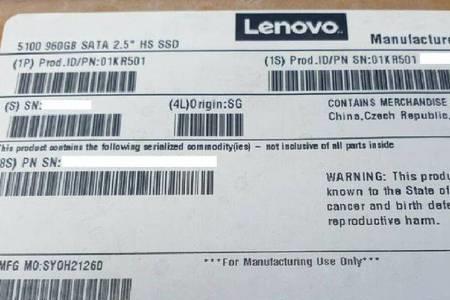 Lenovo
5100 960GB SATA 2.5" HS SSD
Manufacture
(1P) Prod.ID/PN:01KR501
(1S) Prod.ID/PN SN:01KR501
(S) SN:
(4L)Origin:SG
CONTAINS MERCHANDISE
China,Czech Republic,
This product contains the following serialized commodity(ies) - not inclusive of all parts inside
8S) PN SN:
WARNING: This produ
known to the State of
cancer and birth defe
reproductive harm.
MFG MO:SYOH2126D
***For Manufacturing Use Only***